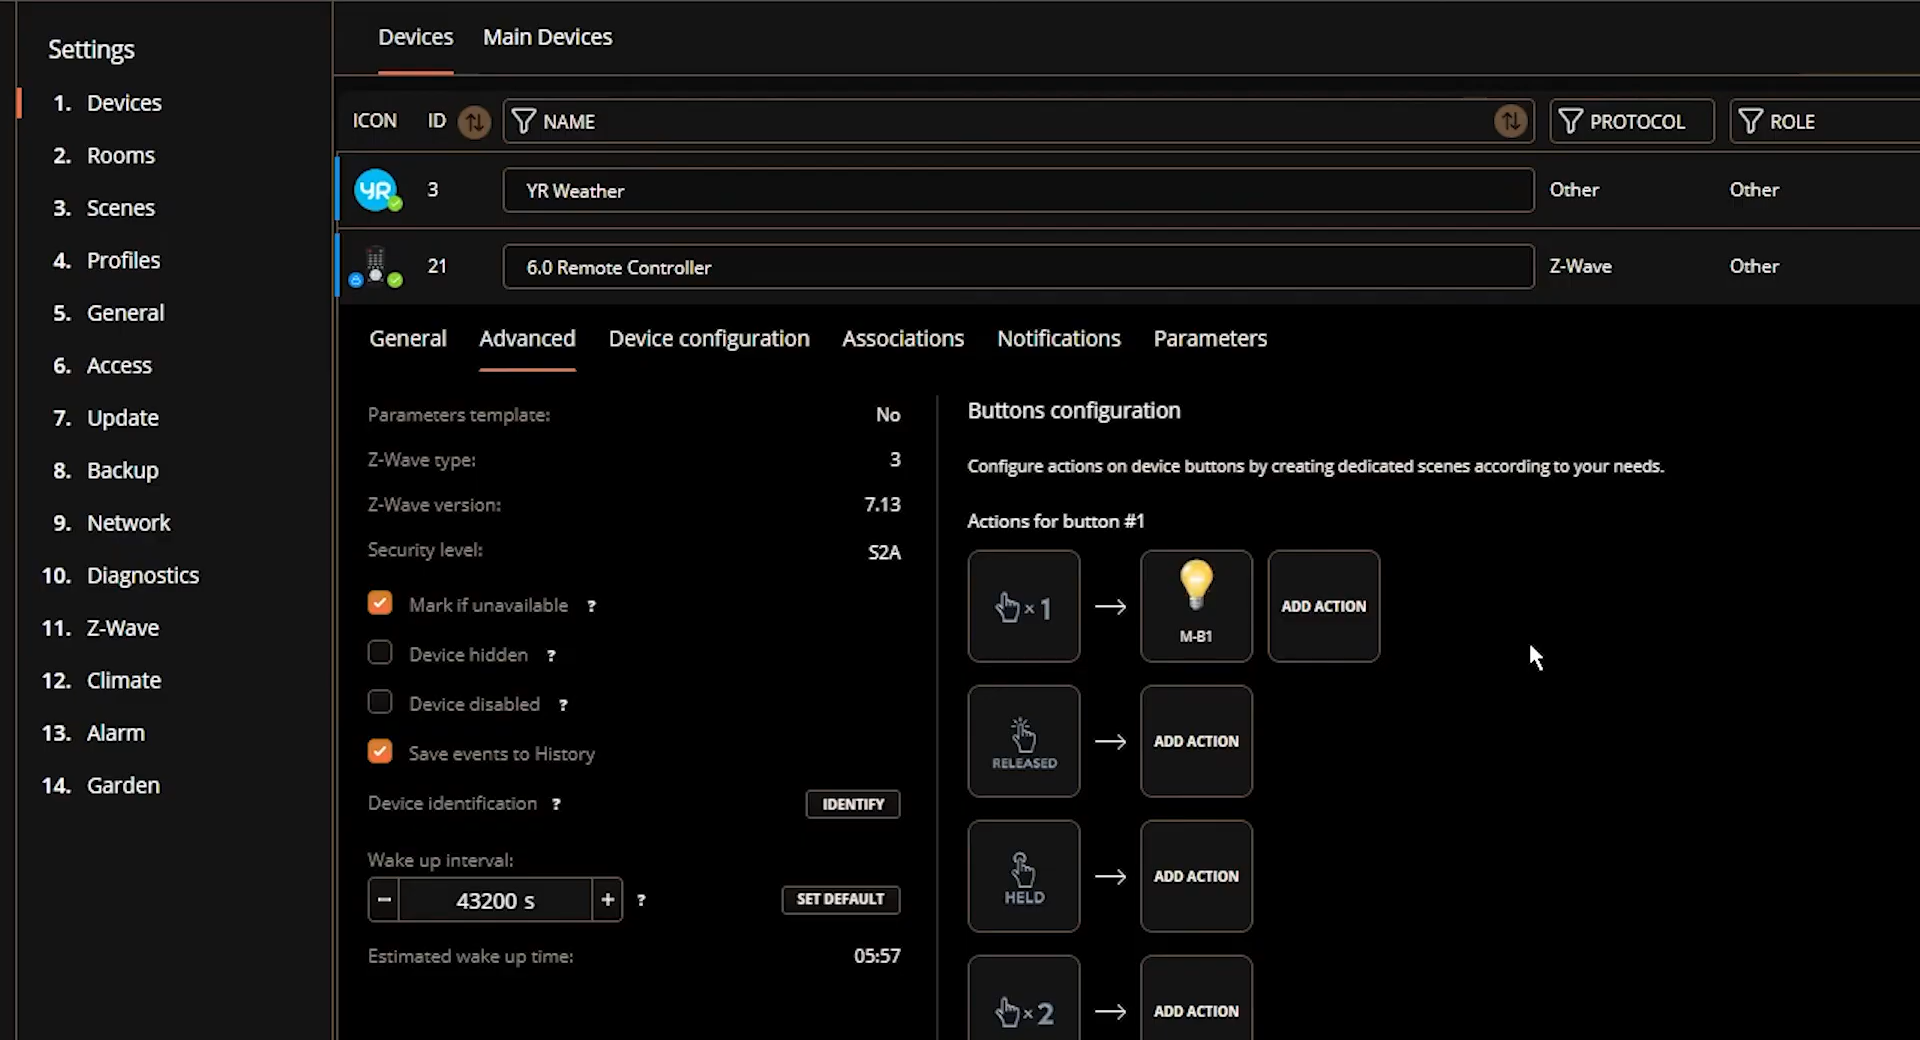 Settings
1. Devices
2. Rooms
3. Scenes
4. Profiles
5. General
6. Access
7. Update
8. Backup
9. Network
10. Diagnostics
11. Z-Wave
12. Climate
13. Alarm
14. Garden
Devices Main Devices
ICON ID NAME PROTOCOL ROLE
YR 3 YR Weather Other Other
21 6.0 Remote Controller Z-Wave Other
General Advanced Device configuration Associations Notifications Parameters
Parameters template: No
Z-Wave type: 3
Z-Wave version: 7.13
Security level: S2A
Mark if unavailable ?
Device hidden ?
Device disabled ?
Save events to History
Device identification ? IDENTIFY
Wake up interval:
− 43200 s + ? SET DEFAULT
Estimated wake up time: 05:57
Buttons configuration
Configure actions on device buttons by creating dedicated scenes according to your needs.
Actions for button #1
× 1 → M-B1 ADD ACTION
RELEASED → ADD ACTION
HELD → ADD ACTION
× 2 → ADD ACTION